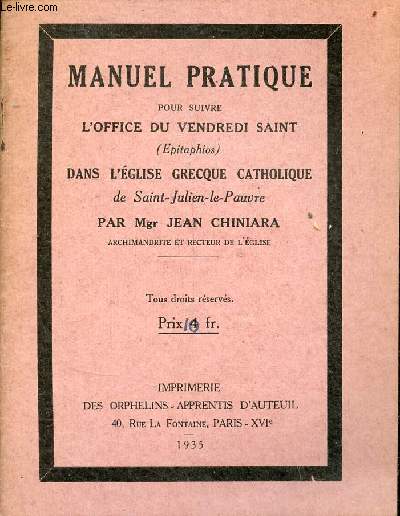 Le-livre.com
MANUEL PRATIQUE
POUR SUIVRE
L'OFFICE DU VENDREDI SAINT
(Epitaphios)
DANS L'ÉGLISE GRECQUE CATHOLIQUE
de Saint-Julien-le-Pauvre
PAR Mgr JEAN CHINIARA
ARCHIMANDRITE ET RECTEUR DE L'ÉGLISE
Tous droits réservés.
Prix 10 fr.
IMPRIMERIE
DES ORPHELINS-APPRENTIS D'AUTEUIL
40, RUE LA FONTAINE, PARIS-XVIe
1935